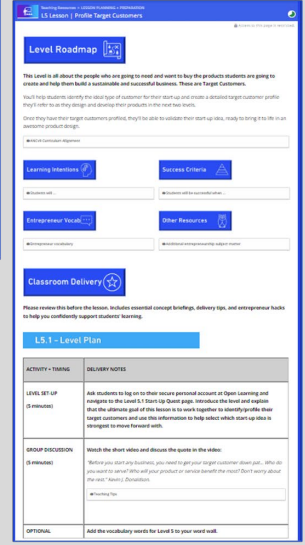 Teaching Resources > LESSON PLANNING + PREPARATION
L5 Lesson | Profile Target Customers
Level Roadmap
This Level is all about the people who are going to need and want to buy the products students are going to
create and help them build a sustainable and successful business. These are Target Customers.
You'll help students identify the ideal type of customer for their start-up and create a detailed target customer profile
they'll refer to as they design and develop their products in the next two levels.
Once they have their target customers profiled, they'll be able to validate their start-up idea, ready to bring it to life in an
awesome product design.
Curriculum Alignment
Learning Intentions
Success Criteria
Students will ...
Students will be successful when ...
Entrepreneur Vocab
Other Resources
Entrepreneur vocabulary
Additional entrepreneurship subject matter
Classroom Delivery
Please review this before the lesson. Includes essential concept briefings, delivery tips, and entrepreneur hacks
to help you confidently support students' learning.
L5.1 – Level Plan
ACTIVITY + TIMING
DELIVERY NOTES
LEVEL SET-UP
(5 minutes)
Ask students to log on to their secure personal account at Open Learning and
navigate to the Level 5.1 Start-Up Quest page. Introduce the level and explain
that the ultimate goal of this lesson is to work together to identify/profile their
target customers and use this information to help select which start-up idea is
strongest to move forward with.
GROUP DISCUSSION
(5 minutes)
Watch the short video and discuss the quote in the video:
"Before you start any business, you need to get your target customer down pat... Who do
you want to serve? Who will your product or service benefit the most? Don't worry about
the rest." Kevin J. Donaldson.
Teaching Tips
OPTIONAL
Add the vocabulary words for Level 5 to your word wall.